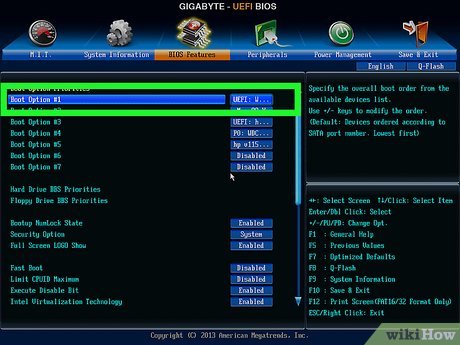 GIGABYTE - UEFI BIOS
M.I.T. System Information BIOS Features Peripherals Power Management Save & Exit
English Q-Flash
Boot Option Priorities
Boot Option #1 UEFI: W...
Boot Option #3 UEFI: h...
Boot Option #4 P0: WDC...
Boot Option #5 hp v115...
Boot Option #6 Disabled
Boot Option #7 Disabled
Hard Drive BBS Priorities
Floppy Drive BBS Priorities
Bootup NumLock State Enabled
Security Option System
Full Screen LOGO Show Enabled
Fast Boot Disabled
Limit CPUID Maximum Disabled
Execute Disable Bit Enabled
Intel Virtualization Technology Enabled
Specify the overall boot order from the
available devices list.
Use +/- keys to modify the order.
(Default: Devices ordered according to
SATA port number. Lowest first)
: Select Screen ↑↓/Click: Select Item
Enter/Dbl Click: Select
+/-/PU/PD: Change Opt.
F1 : General Help
F5 : Previous Values
F7 : Optimized Defaults
F8 : Q-Flash
F9 : System Information
F10 : Save & Exit
F12 : Print Screen(FAT16/32 Format Only)
ESC/Right Click: Exit
Copyright (C) 2013 American Megatrends, Inc.
wikiHow